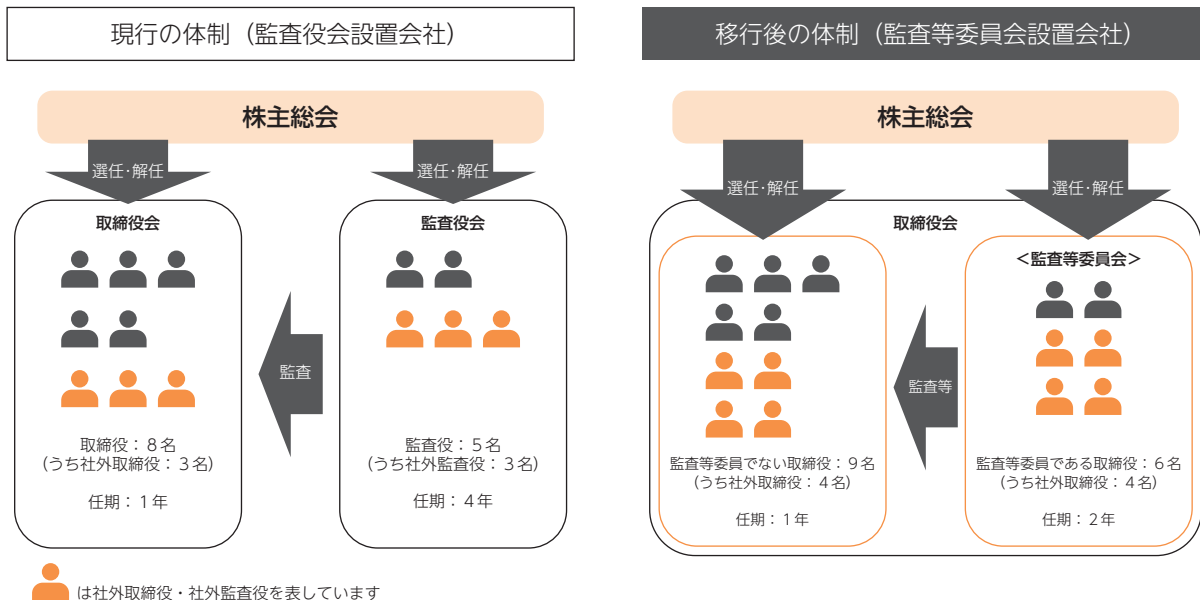 現行の体制（監査役会設置会社）
株主総会
選任・解任
選任・解任
取締役会
監査役会
監査
取締役：8名
（うち社外取締役：3名）
任期：1年
監査役：5名
（うち社外監査役：3名）
任期：4年
は社外取締役・社外監査役を表しています
移行後の体制（監査等委員会設置会社）
株主総会
選任・解任
選任・解任
取締役会
＜監査等委員会＞
監査等
監査等委員でない取締役：9名
（うち社外取締役：4名）
任期：1年
監査等委員である取締役：6名
（うち社外取締役：4名）
任期：2年